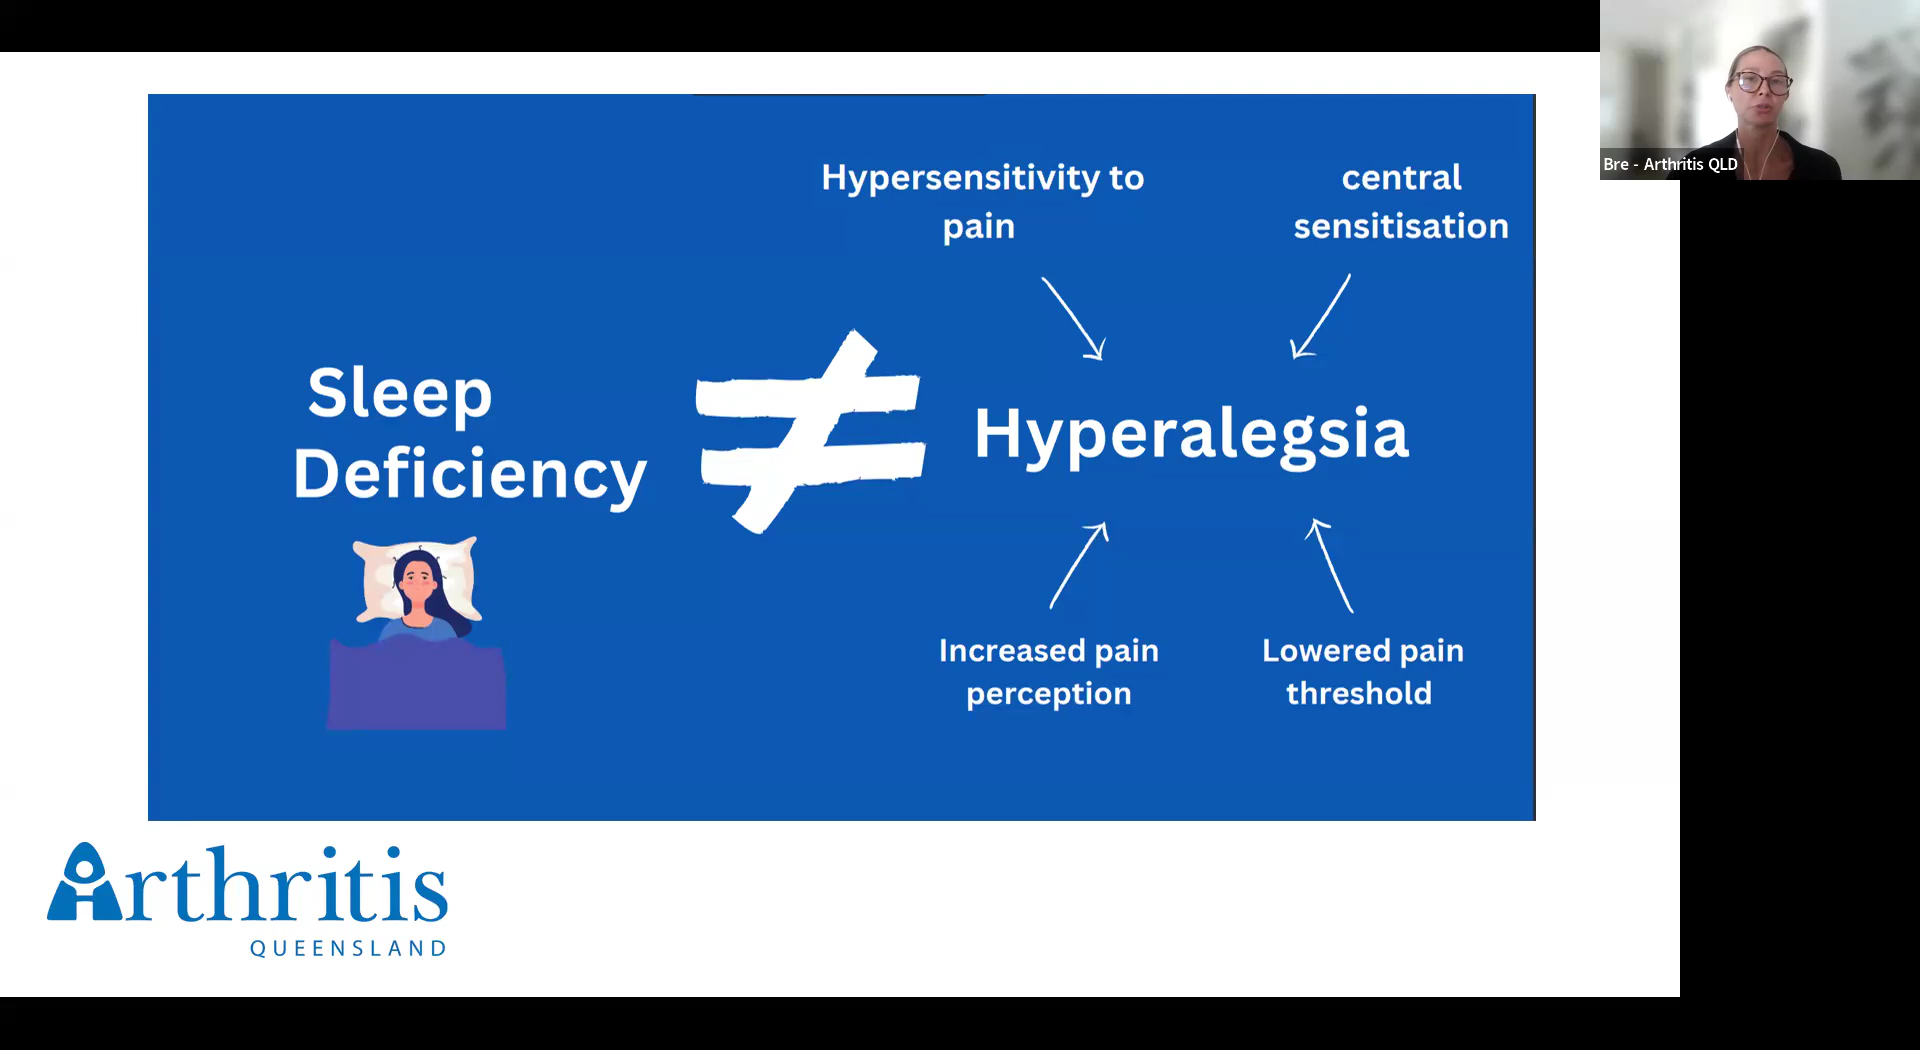 Hypersensitivity to
pain
central
sensitisation
Sleep
Deficiency
≠
Hyperalegsia
Increased pain
perception
Lowered pain
threshold
Arthritis
QUEENSLAND
Bre - Arthritis QLD